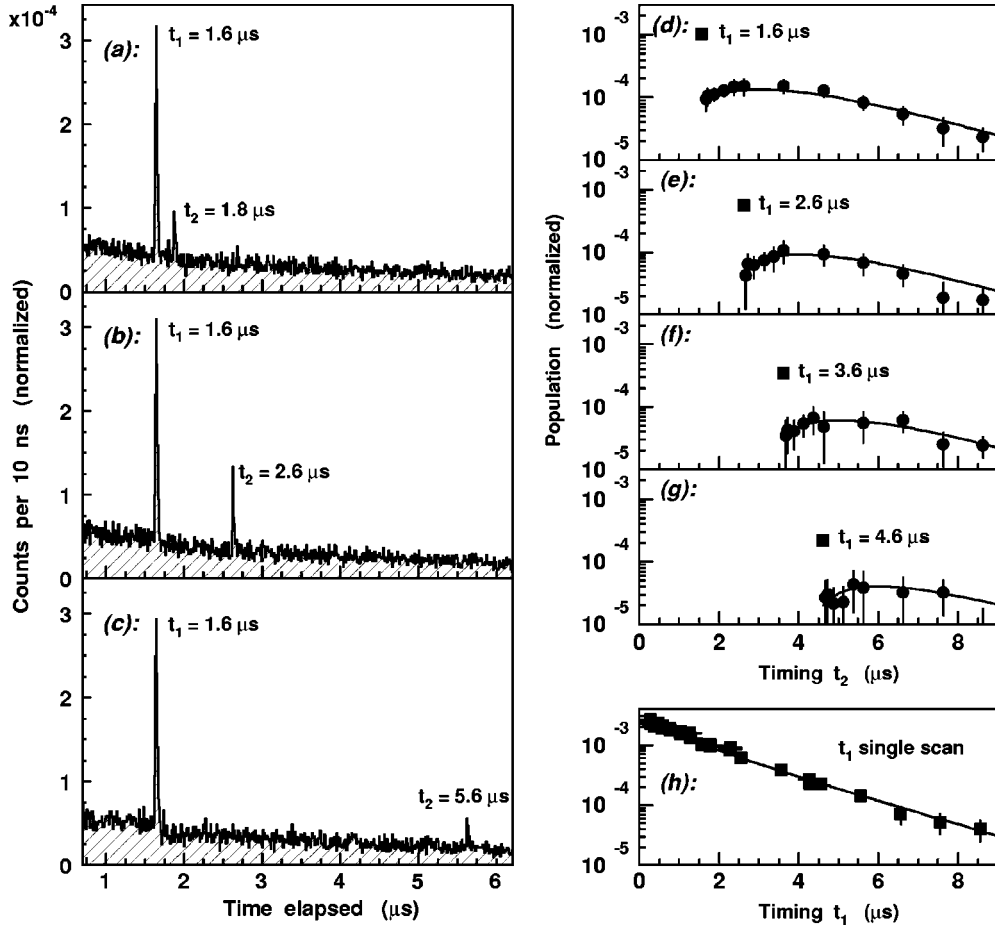 ×10⁻⁴
(a):
t₁ = 1.6 µs
t₂ = 1.8 µs
3
2
1
0
(b):
t₁ = 1.6 µs
t₂ = 2.6 µs
3
2
1
0
(c):
t₁ = 1.6 µs
t₂ = 5.6 µs
3
2
1
0
1 2 3 4 5 6
Time elapsed (µs)
Counts per 10 ns (normalized)
(d):
t₁ = 1.6 µs
10⁻³
10⁻⁴
10⁻⁵
(e):
t₁ = 2.6 µs
10⁻³
10⁻⁴
10⁻⁵
(f):
t₁ = 3.6 µs
10⁻³
10⁻⁴
10⁻⁵
(g):
t₁ = 4.6 µs
10⁻³
10⁻⁴
10⁻⁵
0 2 4 6 8
Timing t₂ (µs)
Population (normalized)
t₁ single scan
(h):
10⁻³
10⁻⁴
10⁻⁵
0 2 4 6 8
Timing t₁ (µs)